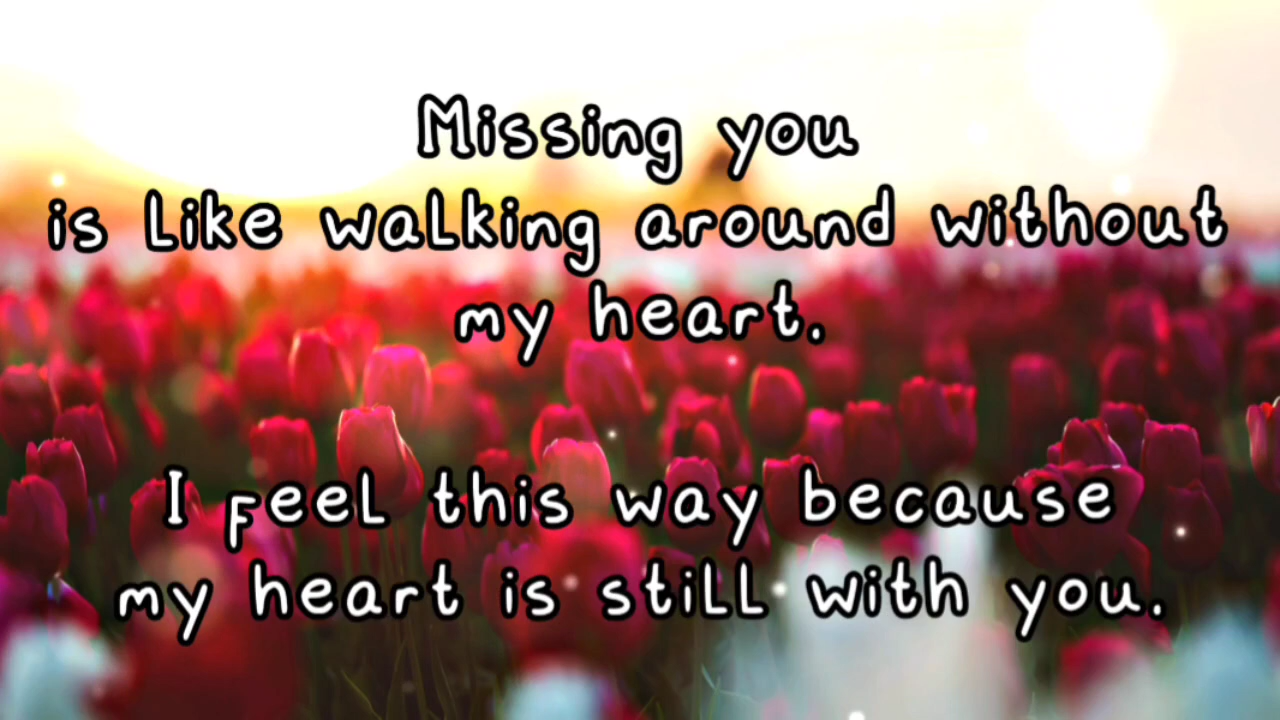 Missing you
is like walking around without
my heart.
I feel this way because
my heart is still with you.